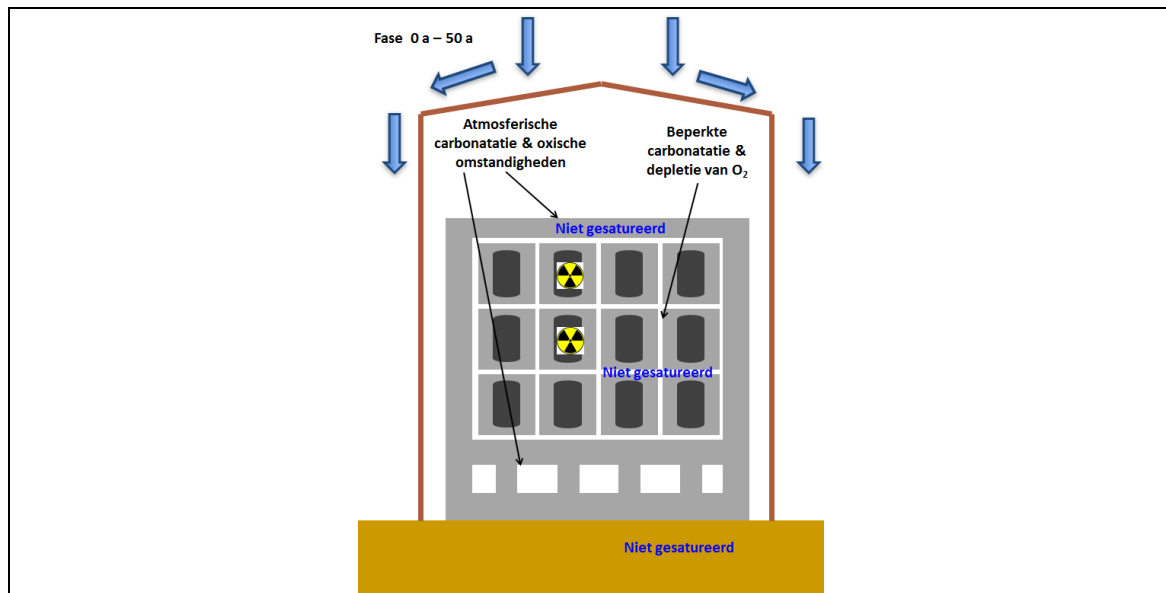 Fase 0 a – 50 a
Atmosferische
carbonatatie & oxische
omstandigheden
Beperkte
carbonatatie &
depletie van O₂
Niet gesatureerd
Niet gesatureerd
Niet gesatureerd